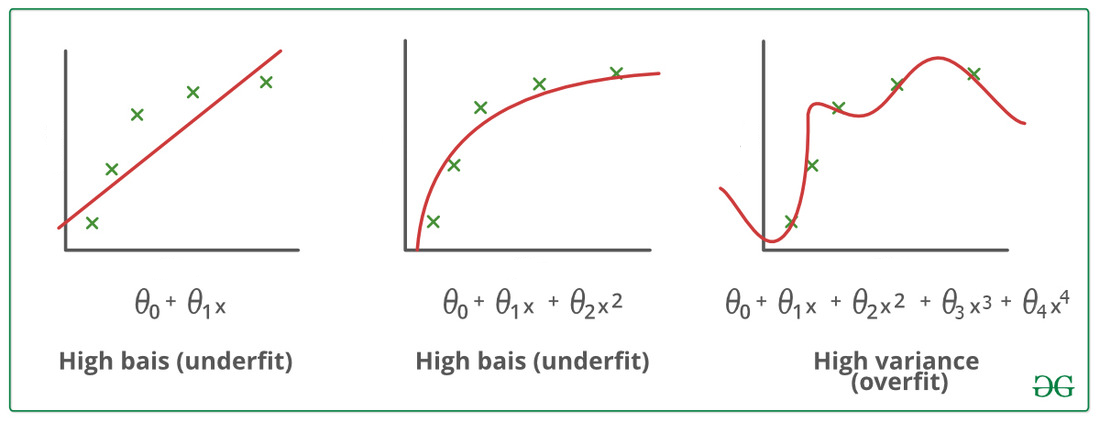 θ₀ + θ₁x
θ₀ + θ₁x + θ₂x²
θ₀ + θ₁x + θ₂x² + θ₃x³ + θ₄x⁴
High bais (underfit)
High bais (underfit)
High variance
(overfit)